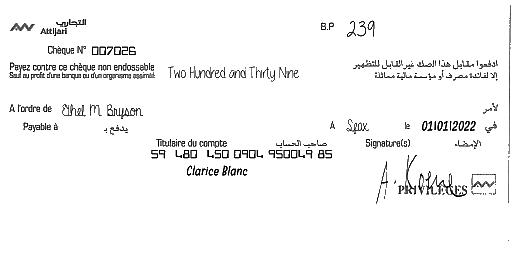 التجاري
Attijari
B.P 239
Chèque N° 007026
Payez contre ce chèque non endossable
Sauf au profit d'une banque ou d'un organisme assimilé
Two Hundred and Thirty Nine
ادفعوا مقابل هذا الصك غير القابل للتظهير
إلا لفائدة مصرف أو مؤسسة مالية مماثلة
A l'ordre de Ethel M. Bryson لأمر
Payable à يدفع بـ A Sfax le 01/01/2022 في
Titulaire du compte صاحب الحساب Signature(s) الإمضاء
59 480 450 0904 950049 85
Clarice Blanc
PRIVILEGES